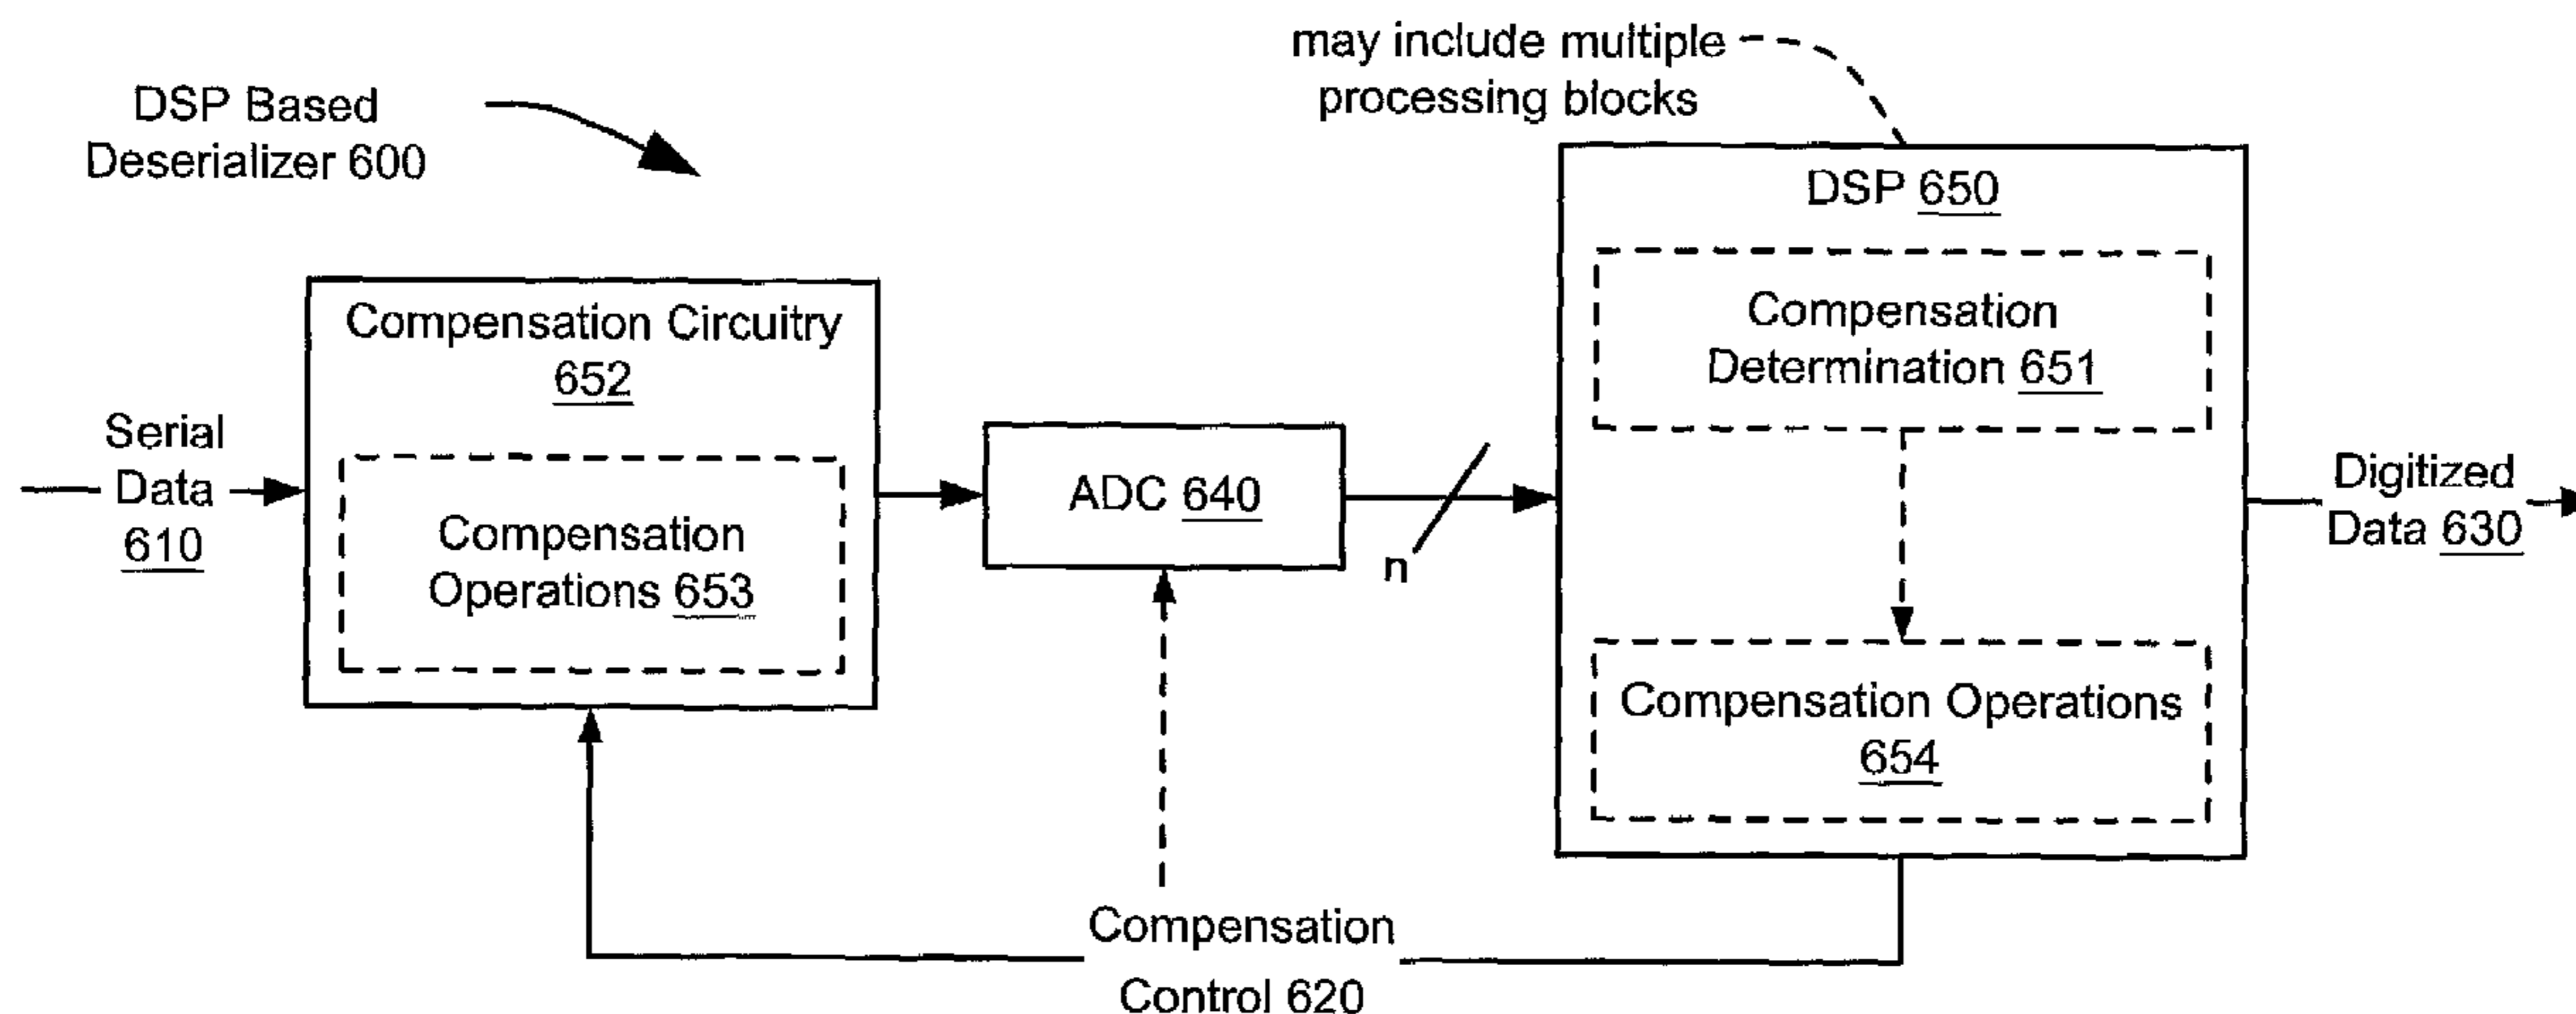 may include multiple
processing blocks
DSP Based
Deserializer 600
DSP 650
Compensation Circuitry
652
Compensation
Determination 651
Serial
Data
610
Compensation
Operations 653
ADC 640
n
Digitized
Data 630
Compensation Operations
654
Compensation
Control 620